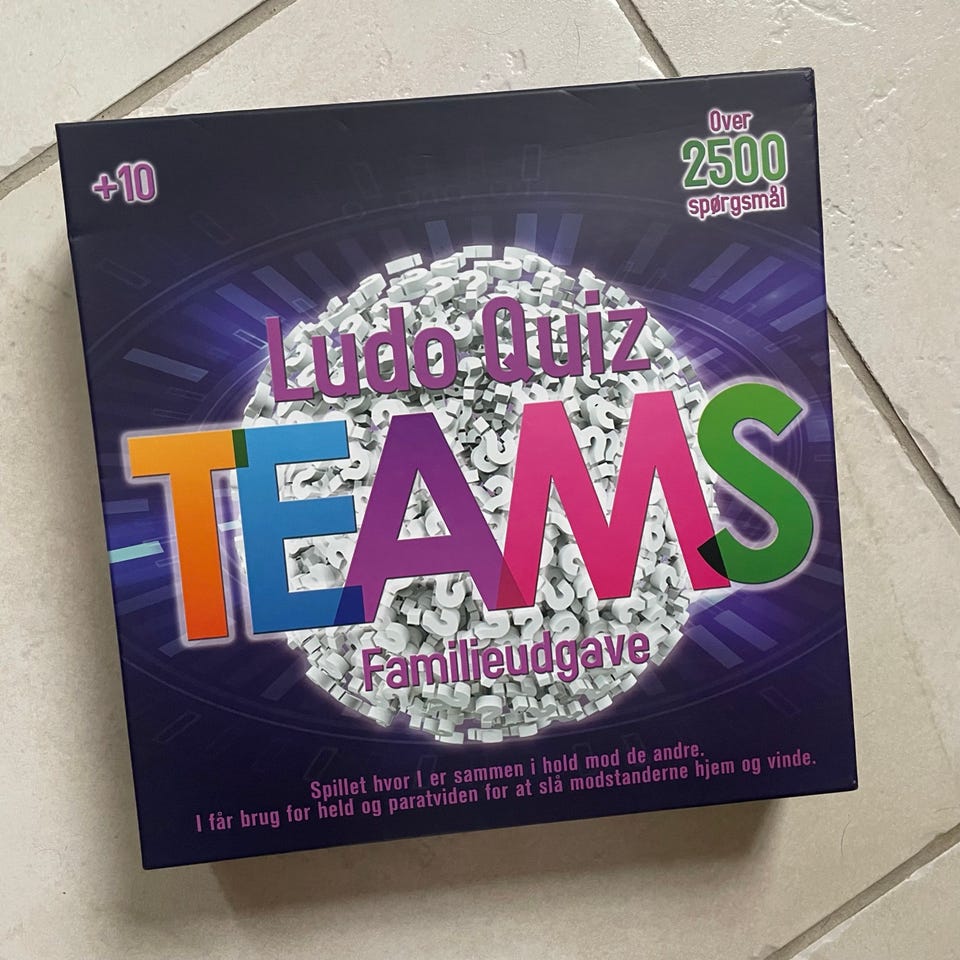 +10
Over
2500
spørgsmål
Ludo Quiz
TEAMS
Familieudgave
Spillet hvor I er sammen i hold mod de andre.
I får brug for held og paratviden for at slå modstanderne hjem og vinde.